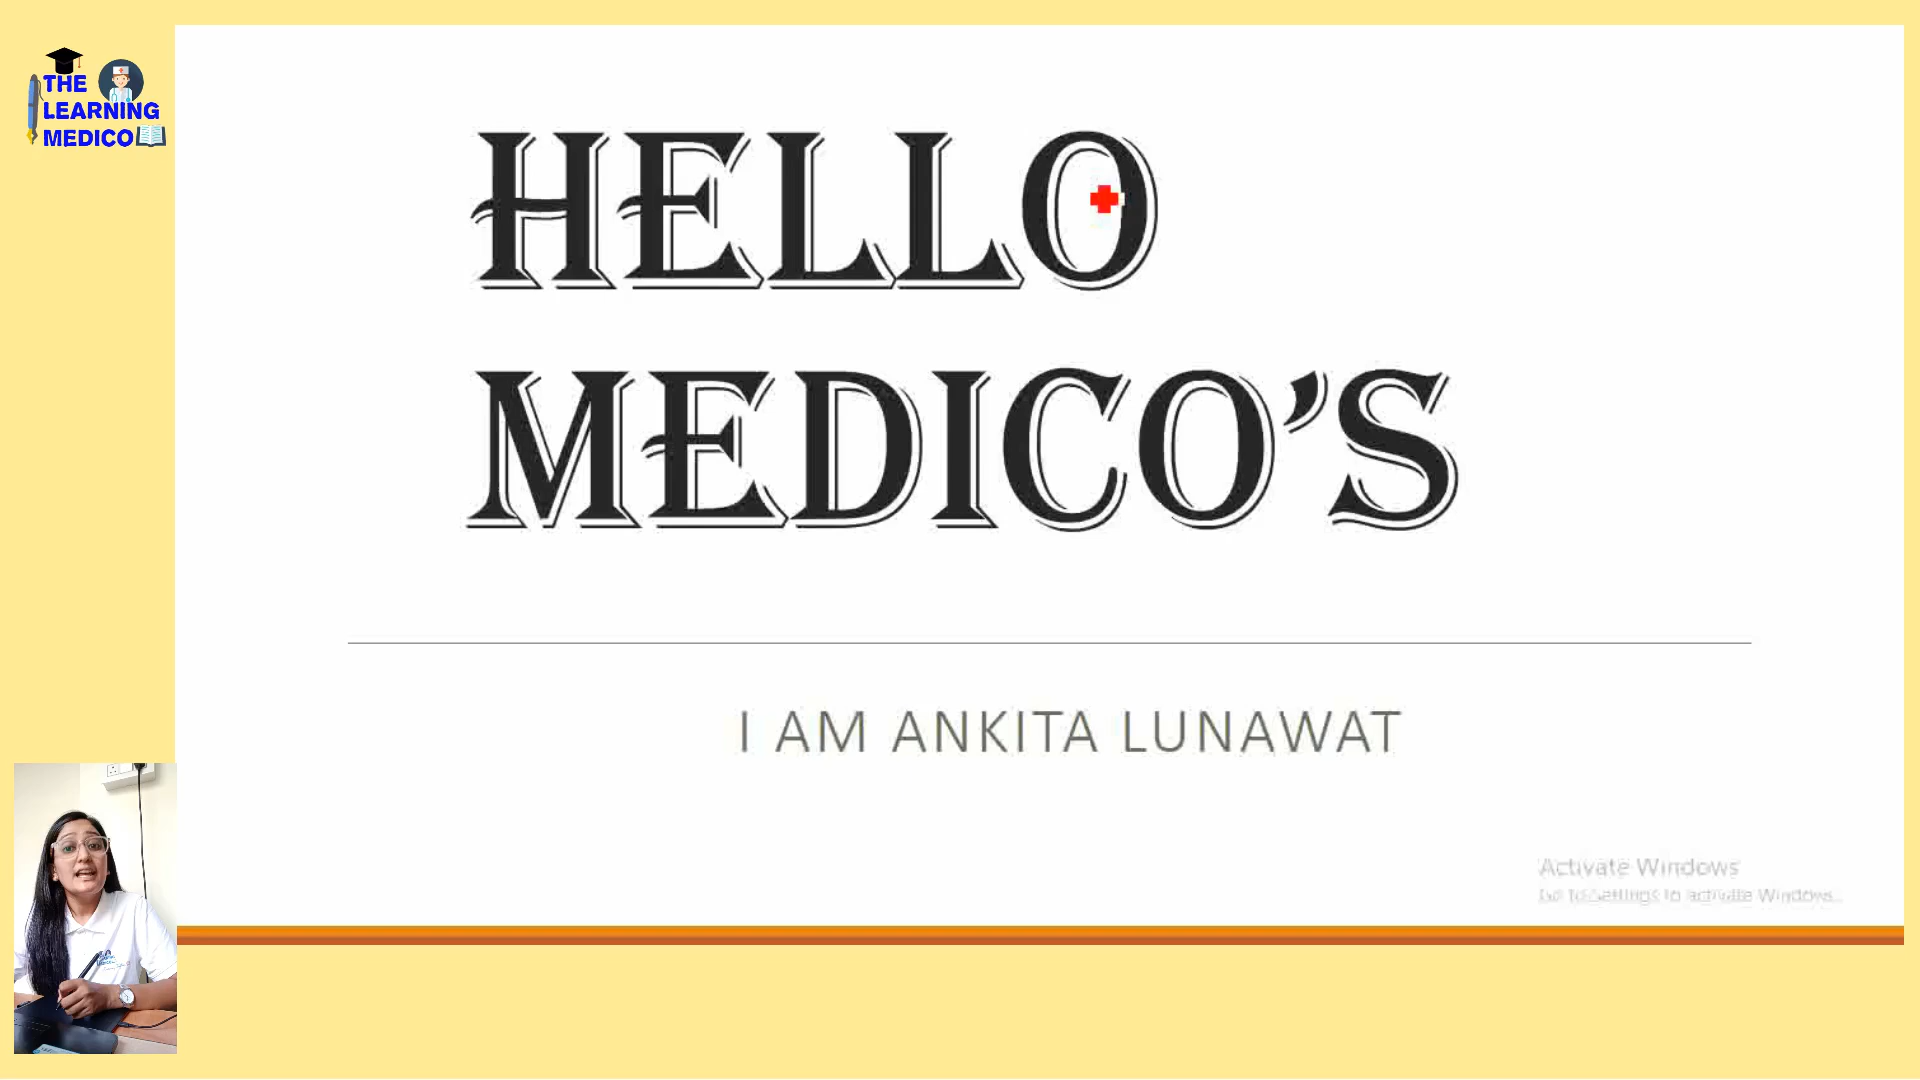 THE
LEARNING
MEDICO
HELLO
MEDICO’S
I AM ANKITA LUNAWAT
Activate Windows
Go to Settings to activate Windows.